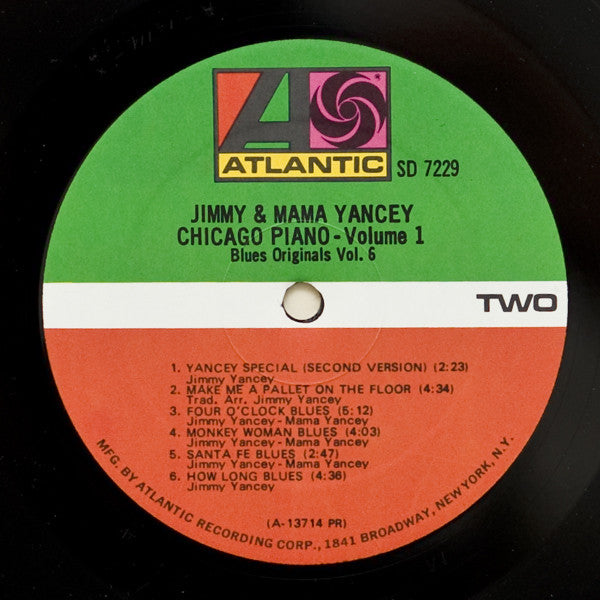 ATLANTIC
SD 7229
JIMMY & MAMA YANCEY
CHICAGO PIANO - Volume 1
Blues Originals Vol. 6
TWO
1. YANCEY SPECIAL (SECOND VERSION) (2:23)
Jimmy Yancey
2. MAKE ME A PALLET ON THE FLOOR (4:34)
Trad. Arr. Jimmy Yancey
3. FOUR O'CLOCK BLUES (5:12)
Jimmy Yancey - Mama Yancey
4. MONKEY WOMAN BLUES (4:03)
Jimmy Yancey - Mama Yancey
5. SANTA FE BLUES (2:47)
Jimmy Yancey - Mama Yancey
6. HOW LONG BLUES (4:36)
Jimmy Yancey
(A-13714 PR)
MFG. BY ATLANTIC RECORDING CORP., 1841 BROADWAY, NEW YORK, N.Y.